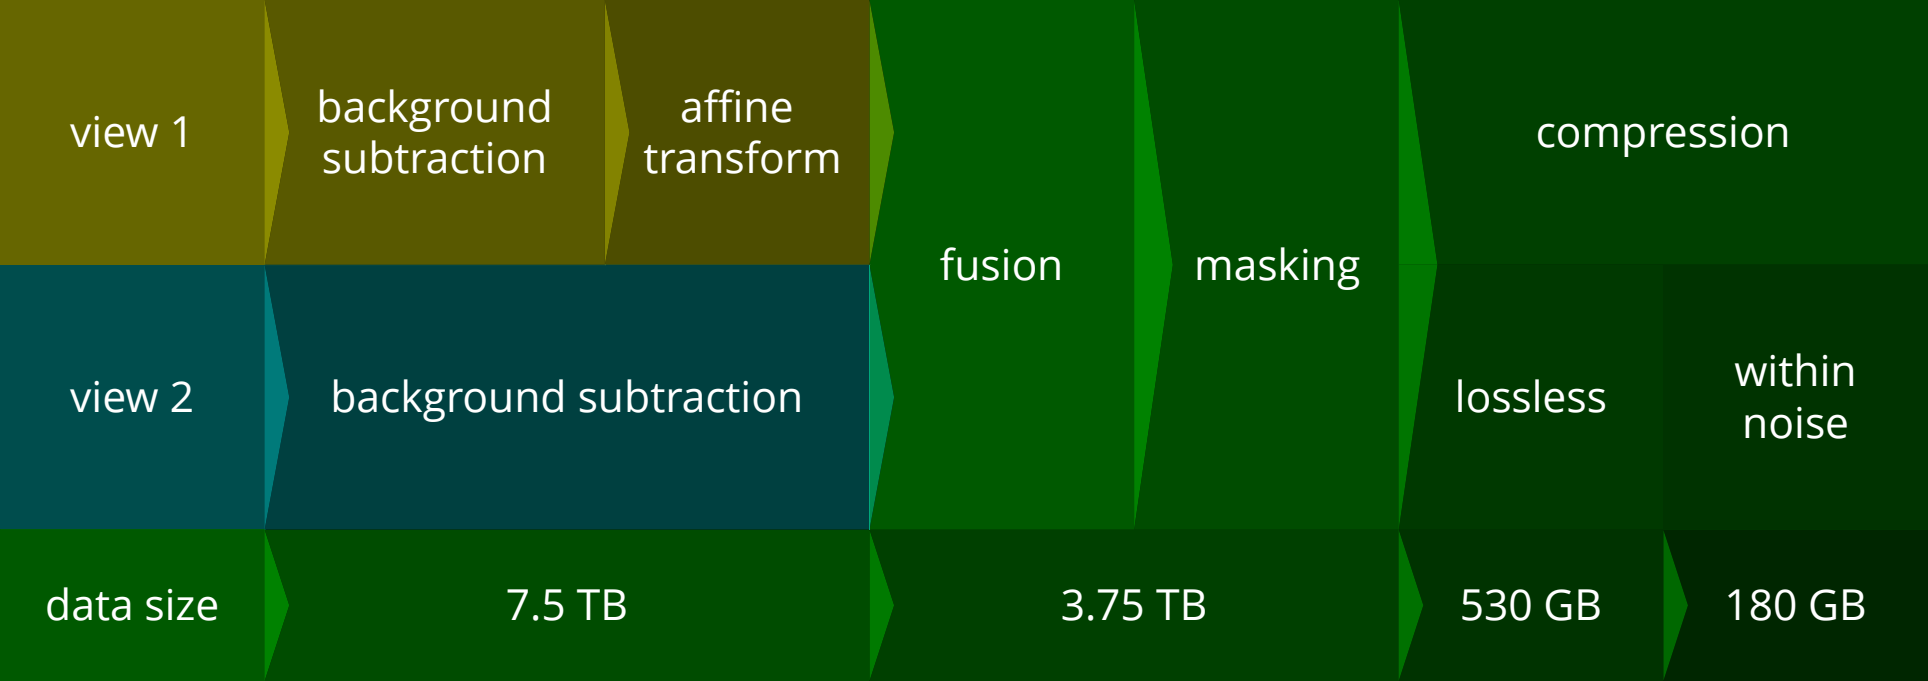 view 1
background
subtraction
affine
transform
fusion
masking
compression
view 2
background subtraction
lossless
within
noise
data size
7.5 TB
3.75 TB
530 GB
180 GB